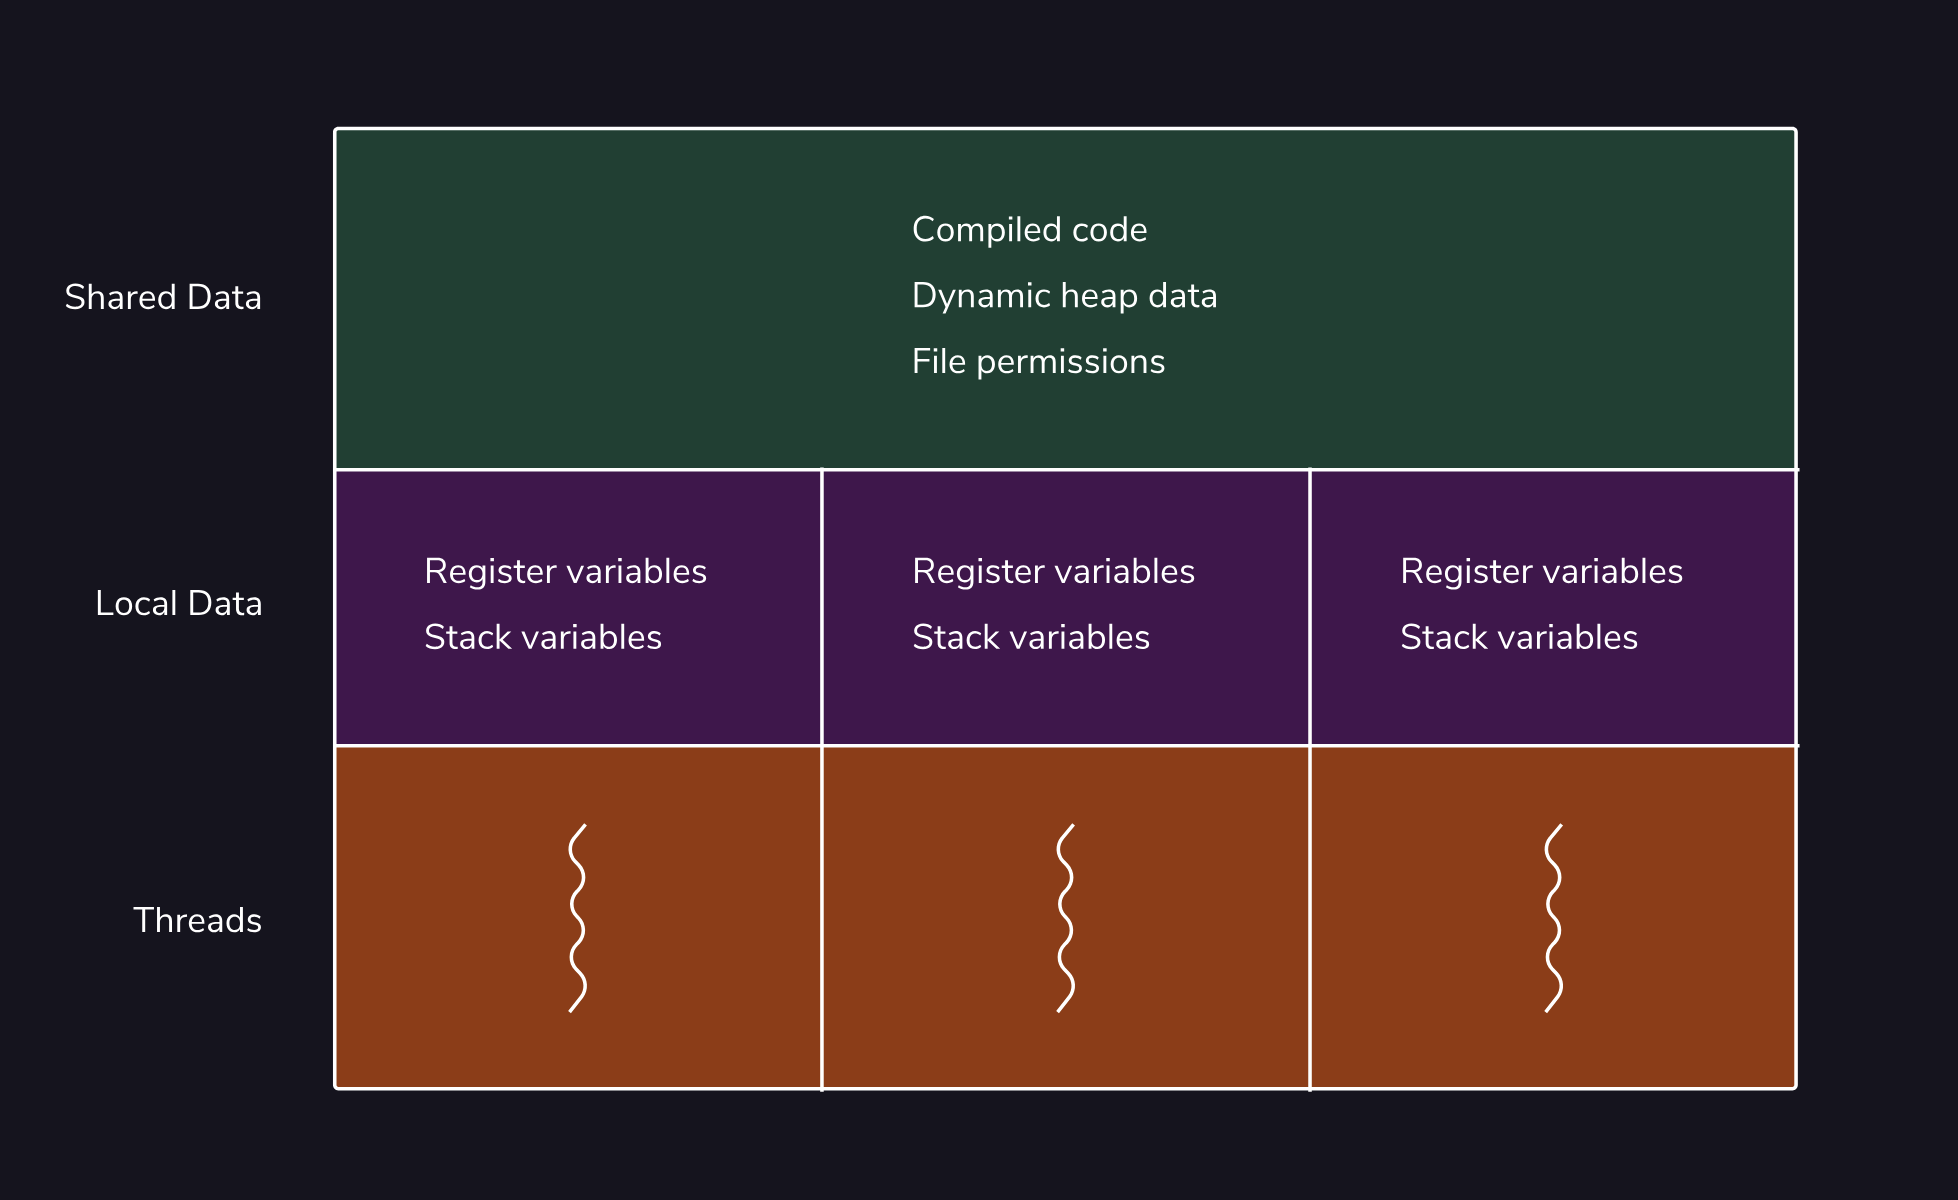 Shared Data
Compiled code
Dynamic heap data
File permissions
Local Data
Register variables
Stack variables
Register variables
Stack variables
Register variables
Stack variables
Threads